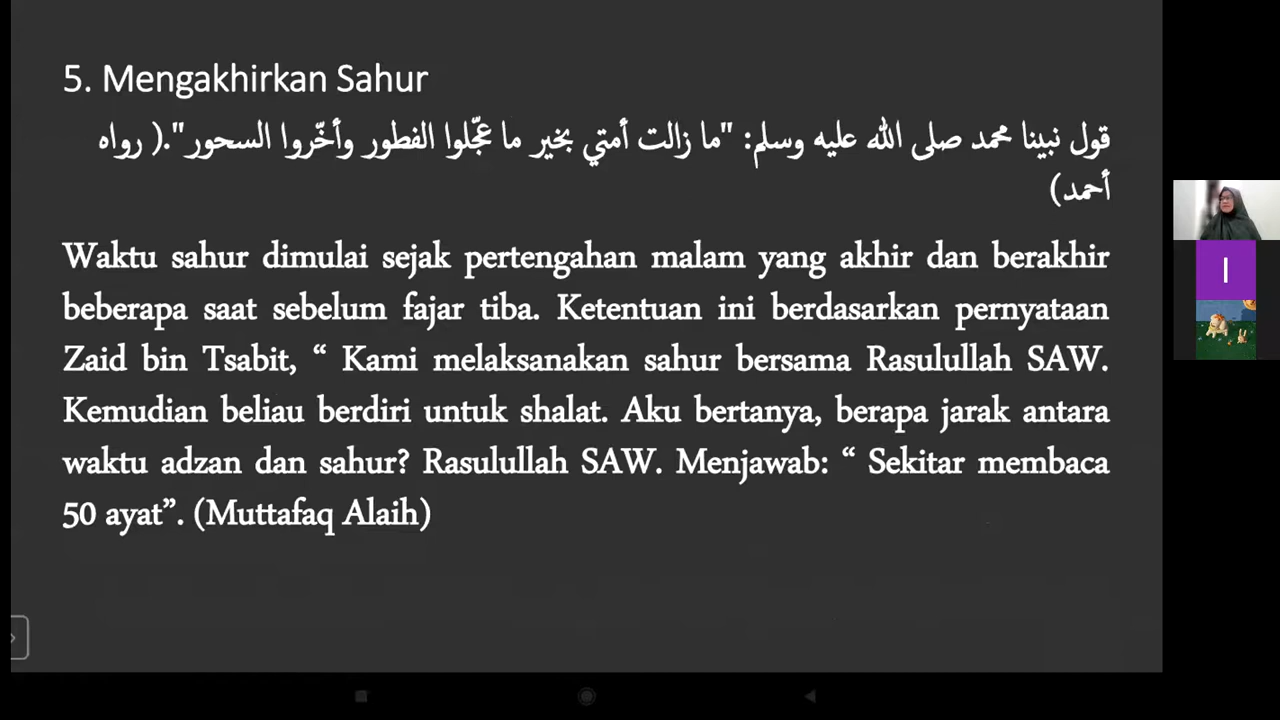 5. Mengakhirkan Sahur
قول نبينا محمد صلى الله عليه وسلم: "ما زالت أمتي بخير ما عجّلوا الفطور وأخّروا السحور".( رواه
أحمد)
Waktu sahur dimulai sejak pertengahan malam yang akhir dan berakhir
beberapa saat sebelum fajar tiba. Ketentuan ini berdasarkan pernyataan
Zaid bin Tsabit, “ Kami melaksanakan sahur bersama Rasulullah SAW.
Kemudian beliau berdiri untuk shalat. Aku bertanya, berapa jarak antara
waktu adzan dan sahur? Rasulullah SAW. Menjawab: “ Sekitar membaca
50 ayat”. (Muttafaq Alaih)
I